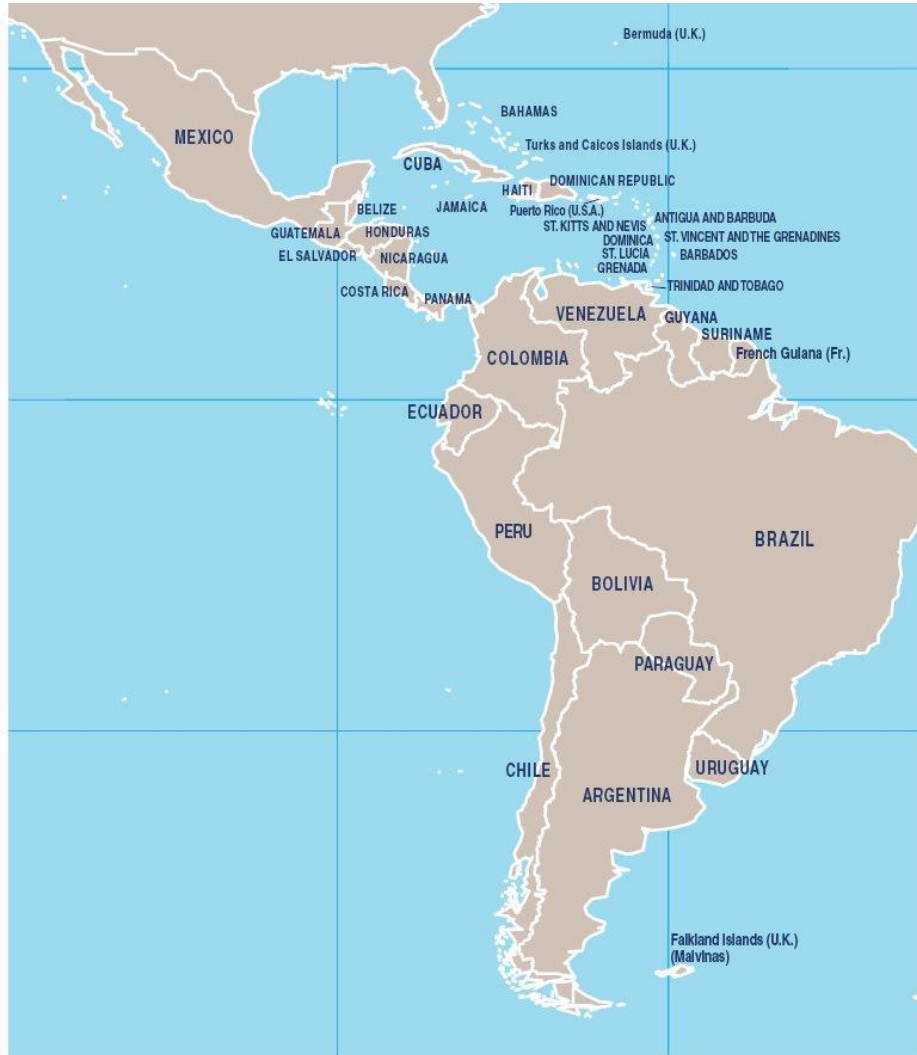 Bermuda (U.K.)
BAHAMAS
MEXICO
Turks and Caicos Islands (U.K.)
CUBA
DOMINICAN REPUBLIC
HAITI
BELIZE
JAMAICA
Puerto Rico (U.S.A.)
ANTIGUA AND BARBUDA
ST. KITTS AND NEVIS
GUATEMALA
HONDURAS
DOMINICA
ST. VINCENT AND THE GRENADINES
EL SALVADOR
NICARAGUA
ST. LUCIA
BARBADOS
GRENADA
COSTA RICA
PANAMA
TRINIDAD AND TOBAGO
VENEZUELA
GUYANA
SURINAME
COLOMBIA
French Guiana (Fr.)
ECUADOR
PERU
BRAZIL
BOLIVIA
PARAGUAY
CHILE
URUGUAY
ARGENTINA
Falkland Islands (U.K.)
(Malvinas)